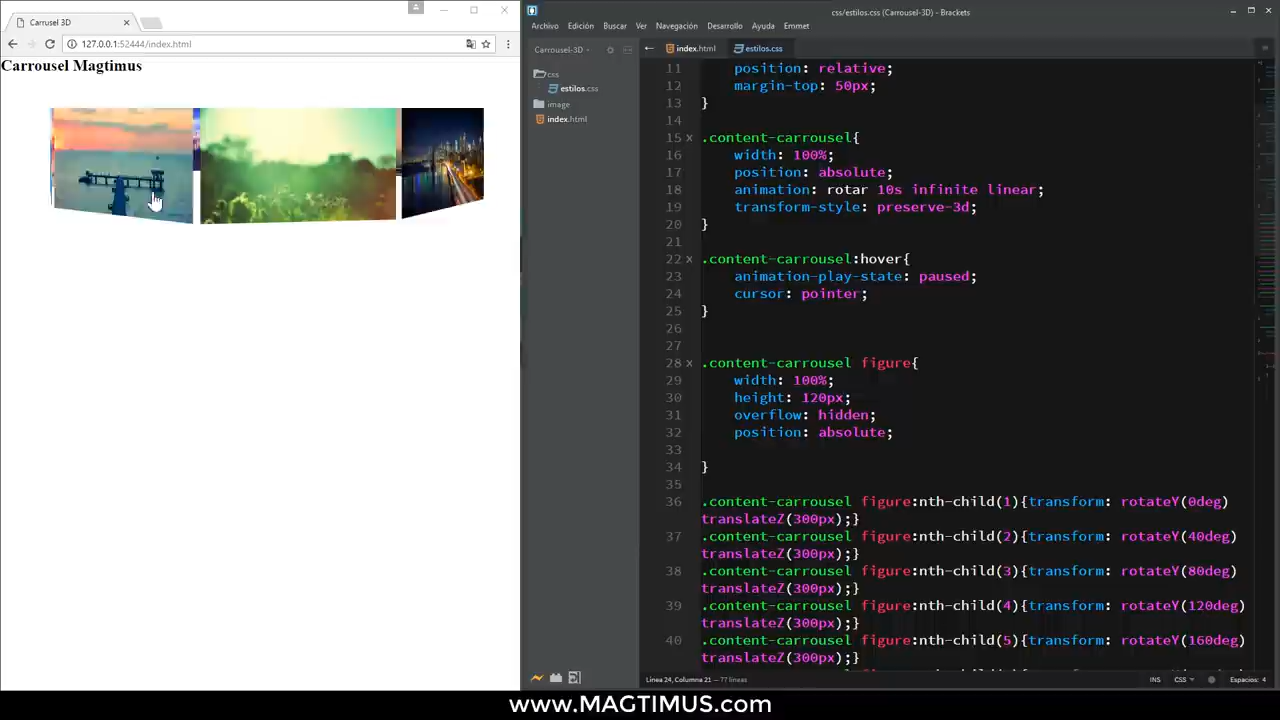 Carrusel 3D
127.0.0.1:52444/index.html
Carrousel Magtimus
css/estilos.css (Carrousel-3D) - Brackets
Archivo Edición Buscar Ver Navegación Desarrollo Ayuda Emmet
Carrousel-3D
css
estilos.css
image
index.html
index.html
estilos.css
11 position: relative;
12 margin-top: 50px;
13 }
14
15 .content-carrousel{
16 width: 100%;
17 position: absolute;
18 animation: rotar 10s infinite linear;
19 transform-style: preserve-3d;
20 }
21
22 .content-carrousel:hover{
23 animation-play-state: paused;
24 cursor: pointer;
25 }
26
27
28 .content-carrousel figure{
29 width: 100%;
30 height: 120px;
31 overflow: hidden;
32 position: absolute;
33
34 }
35
36 .content-carrousel figure:nth-child(1){transform: rotateY(0deg)
translateZ(300px);}
37 .content-carrousel figure:nth-child(2){transform: rotateY(40deg)
translateZ(300px);}
38 .content-carrousel figure:nth-child(3){transform: rotateY(80deg)
translateZ(300px);}
39 .content-carrousel figure:nth-child(4){transform: rotateY(120deg)
translateZ(300px);}
40 .content-carrousel figure:nth-child(5){transform: rotateY(160deg)
translateZ(300px);}
Línea 24, Columna 21 — 77 líneas
INS CSS Espacios: 4
www.MAGTIMUS.com